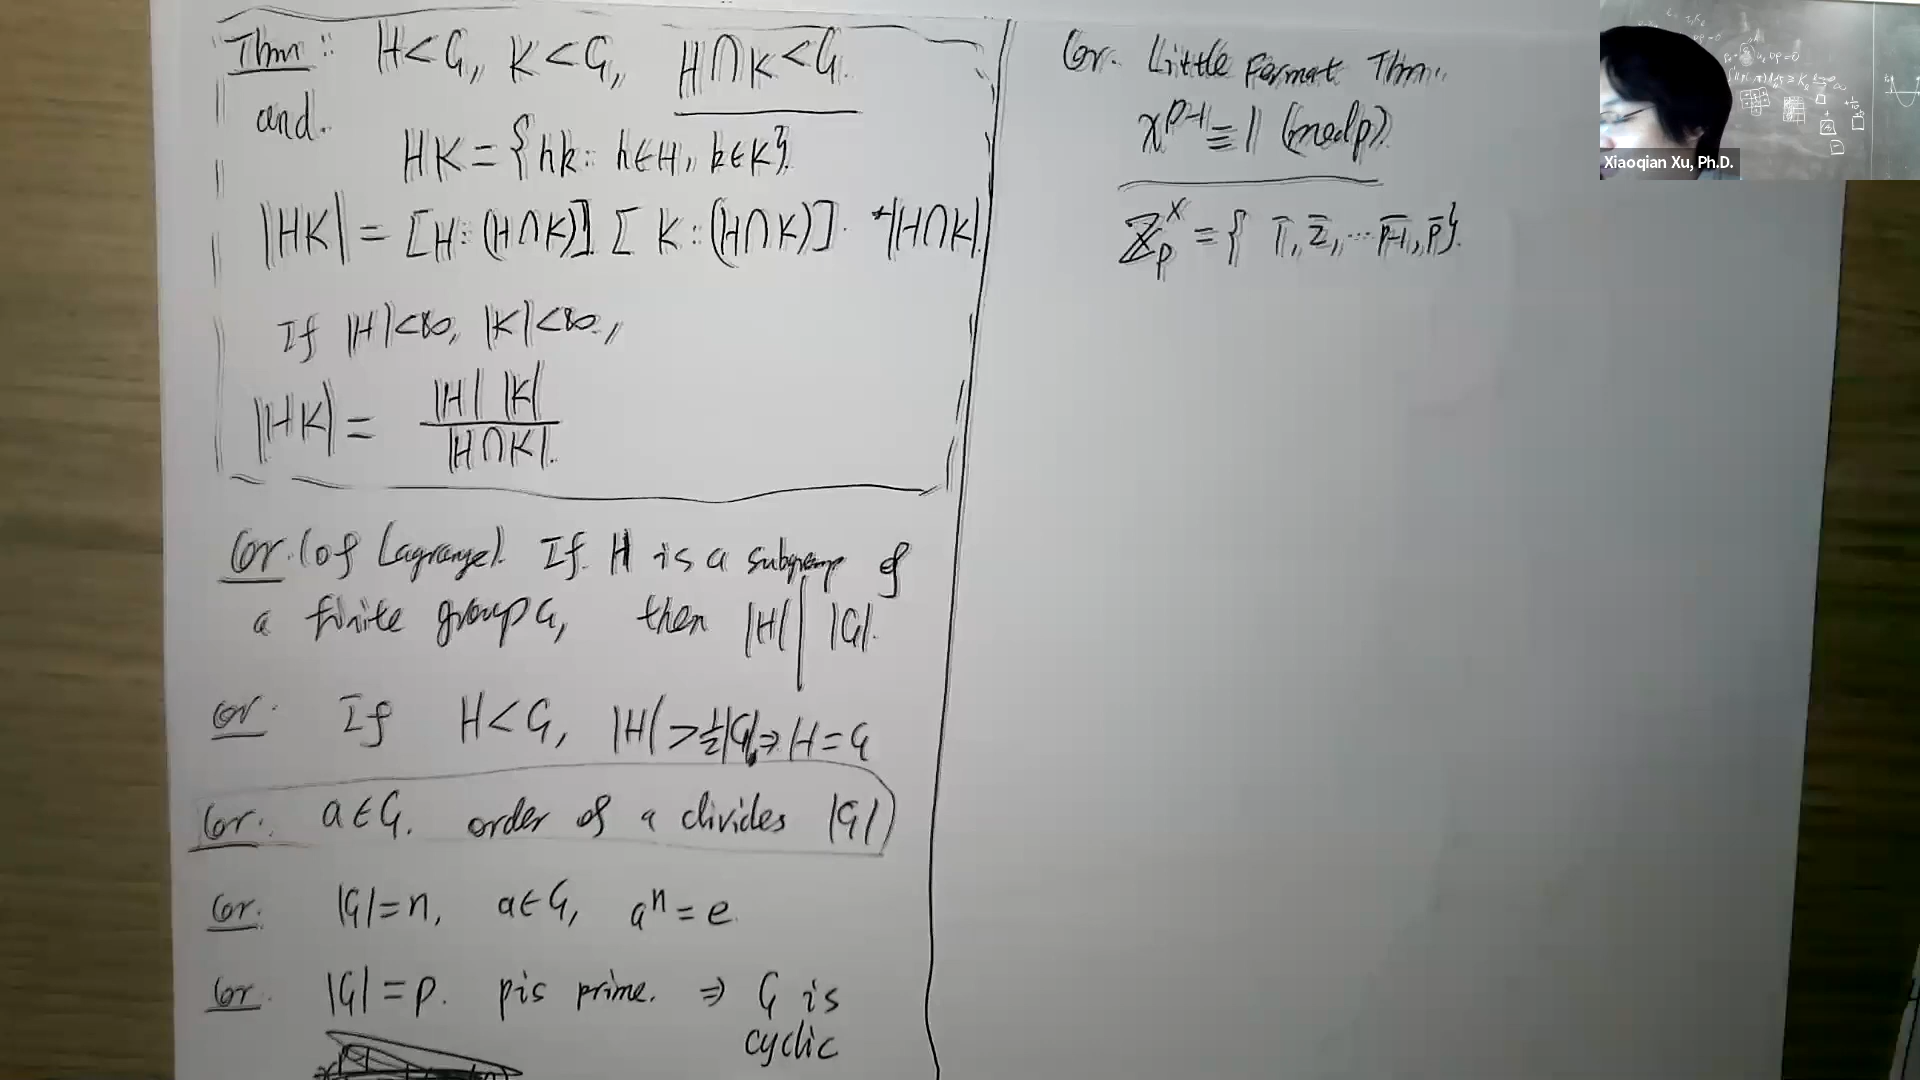 Thm: H<G, K<G, H∩K<G.
and.
HK={hk: h∈H, k∈K}.
|HK| = [H:(H∩K)] [K:(H∩K)]. *|H∩K|.
If |H|<∞, |K|<∞,
|HK| = |H| |K| / |H∩K|.
Cor. (of Lagrange). If H is a subgroup of
a finite group G, then |H| | |G|.
Cor. If H<G, |H|>½|G|⇒H=G
Cor. a∈G. order of a divides |G|
Cor. |G|=n, a∈G, aⁿ=e.
Cor. |G|=p. p is prime. ⇒ G is
cyclic
Cor. Little Fermat Thm.
x^{p-1}≡1 (mod p).
ℤₚˣ={ 1̄, 2̄, ⋯ p-1, p̄}.
Xiaoqian Xu, Ph.D.